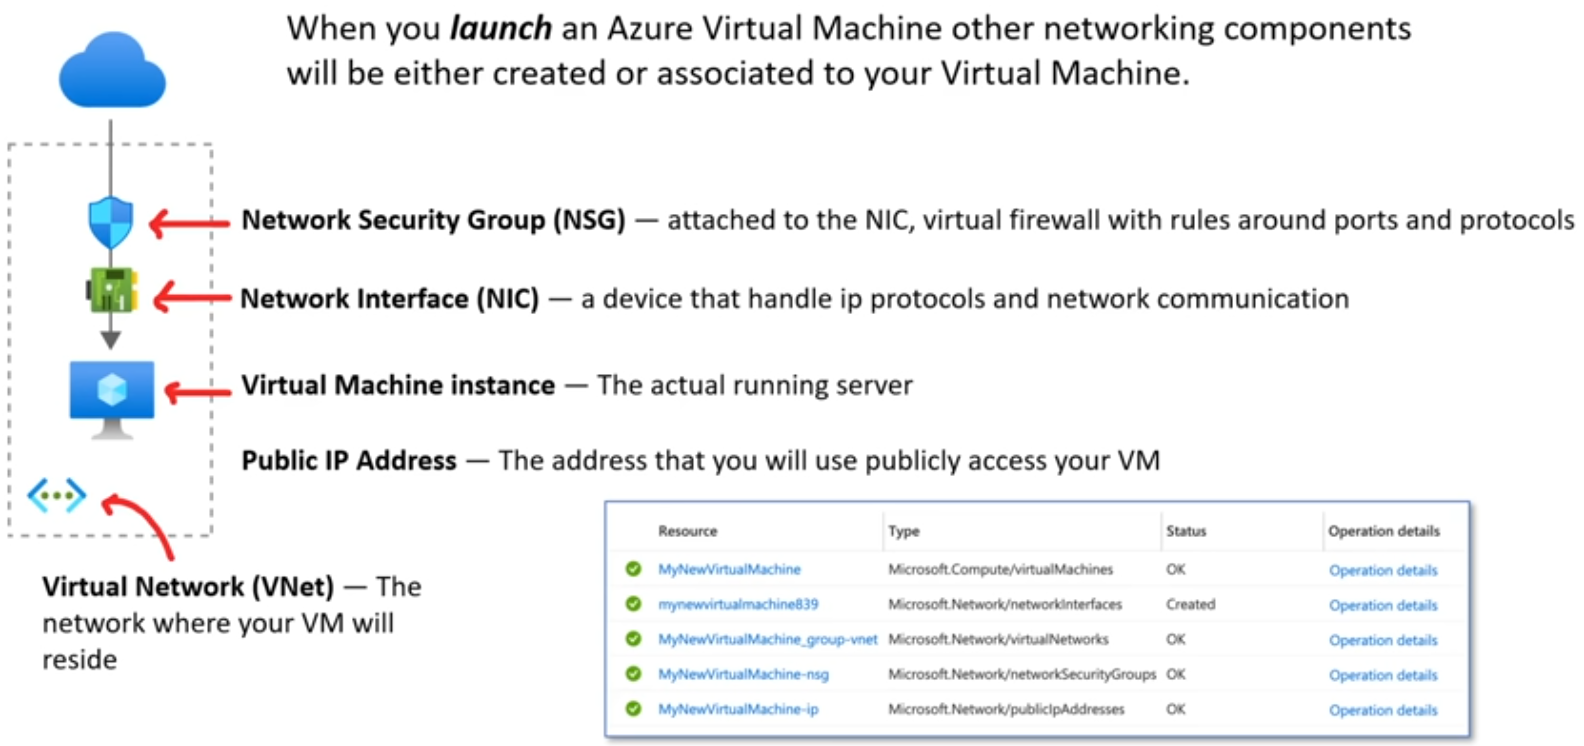 When you launch an Azure Virtual Machine other networking components
will be either created or associated to your Virtual Machine.
Network Security Group (NSG) — attached to the NIC, virtual firewall with rules around ports and protocols
Network Interface (NIC) — a device that handle ip protocols and network communication
Virtual Machine instance — The actual running server
Public IP Address — The address that you will use publicly access your VM
Virtual Network (VNet) — The
network where your VM will
reside
Resource Type Status Operation details
MyNewVirtualMachine Microsoft.Compute/virtualMachines OK Operation details
mynewvirtualmachine839 Microsoft.Network/networkInterfaces Created Operation details
MyNewVirtualMachine_group-vnet Microsoft.Network/virtualNetworks OK Operation details
MyNewVirtualMachine-nsg Microsoft.Network/networkSecurityGroups OK Operation details
MyNewVirtualMachine-ip Microsoft.Network/publicIpAddresses OK Operation details